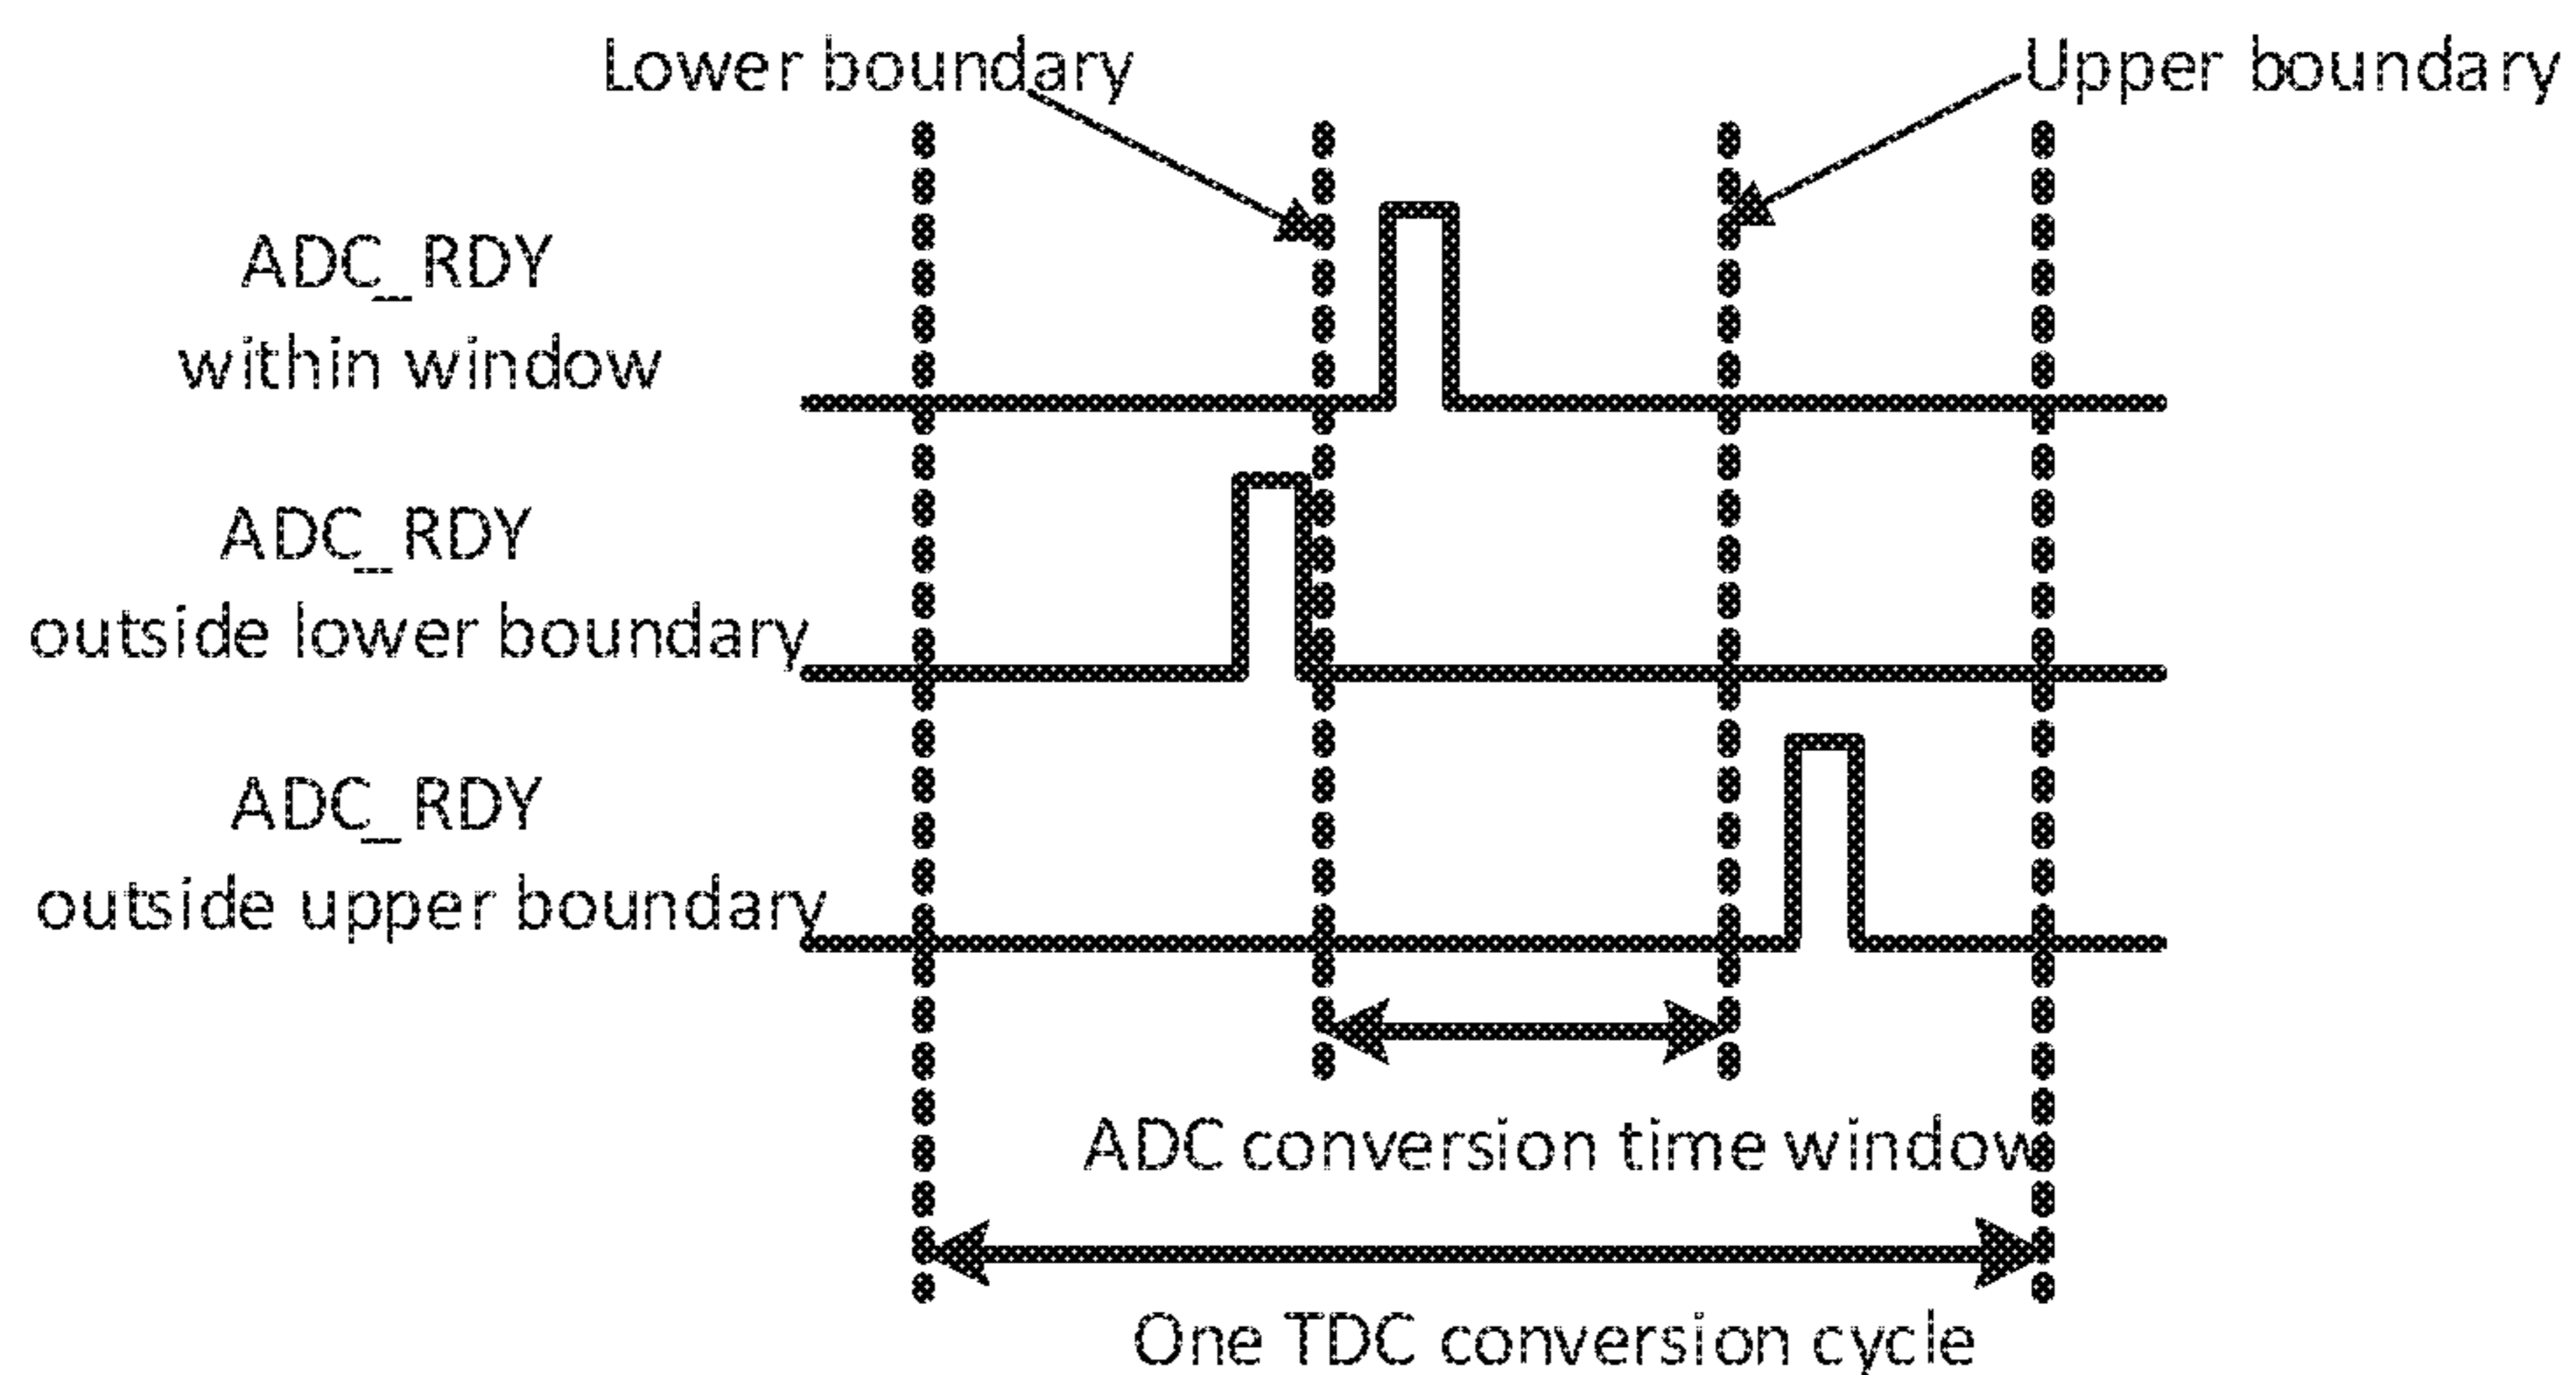 Lower boundary
Upper boundary
ADC_RDY
within window
ADC_RDY
outside lower boundary
ADC_RDY
outside upper boundary
ADC conversion time window
One TDC conversion cycle